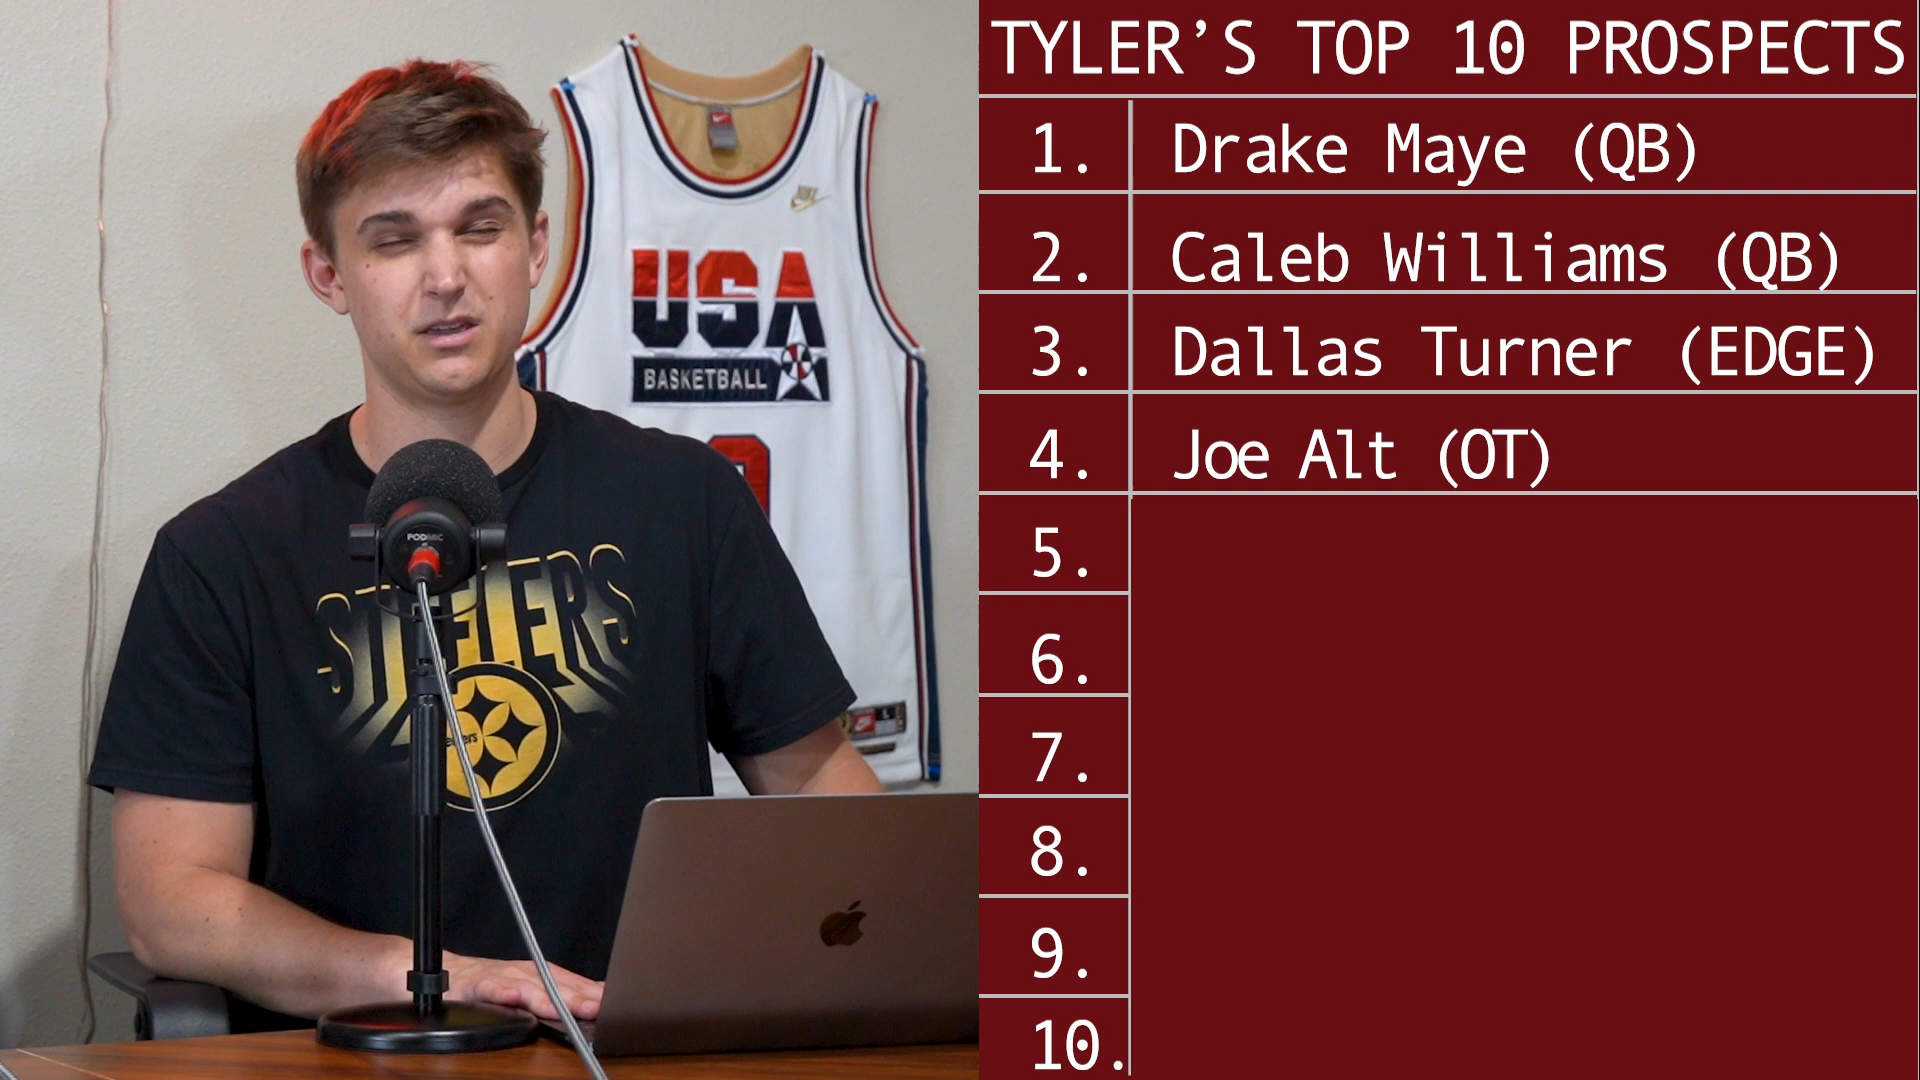 TYLER'S TOP 10 PROSPECTS
1. Drake Maye (QB)
2. Caleb Williams (QB)
3. Dallas Turner (EDGE)
4. Joe Alt (OT)
5.
6.
7.
8.
9.
10.
USA
BASKETBALL
PODMIC
STEELERS